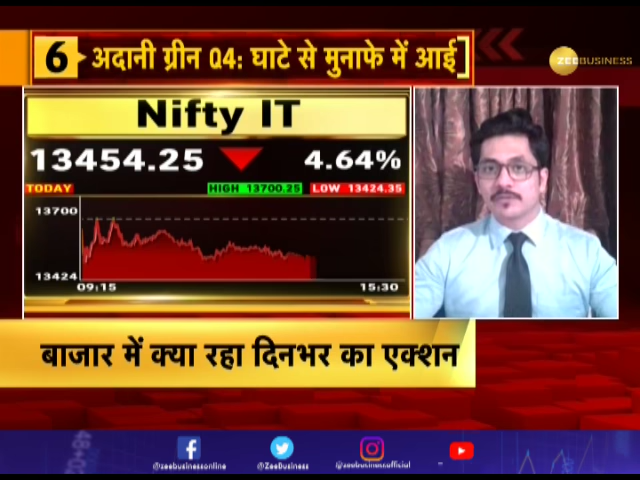 6 अदानी ग्रीन Q4: घाटे से मुनाफे में आई
ZEEBUSINESS
Nifty IT
13454.25 4.64%
TODAY HIGH 13700.25 LOW 13424.35
13700
13424
09:15 15:30
बाजार में क्या रहा दिनभर का एक्शन
@zeebusinessonline @ZeeBusiness @zeebusinessofficial